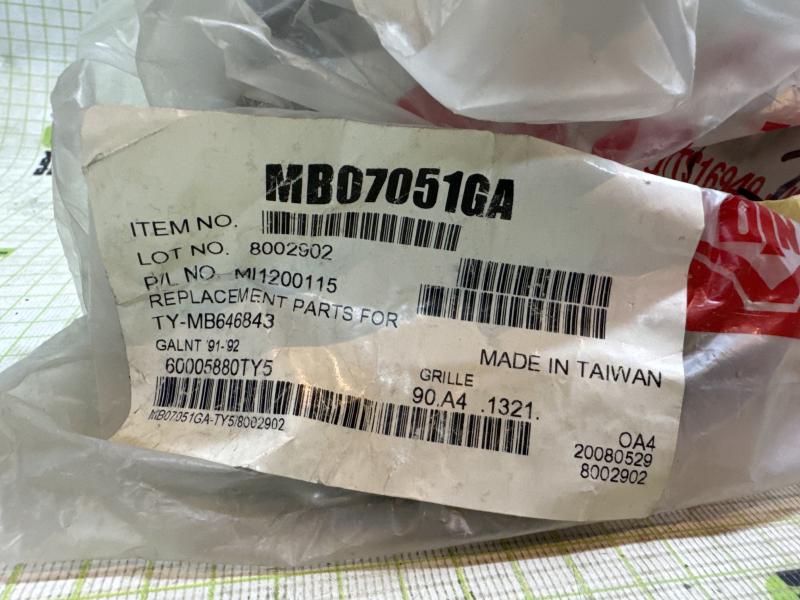 MB07051GA
ITEM NO.
LOT NO. 8002902
P/L NO. MI1200115
REPLACEMENT PARTS FOR
TY-MB646843
GALNT '91-'92
60005880TY5
MADE IN TAIWAN
GRILLE
90.A4 .1321.
MB07051GA-TY5/8002902
OA4
20080529
8002902